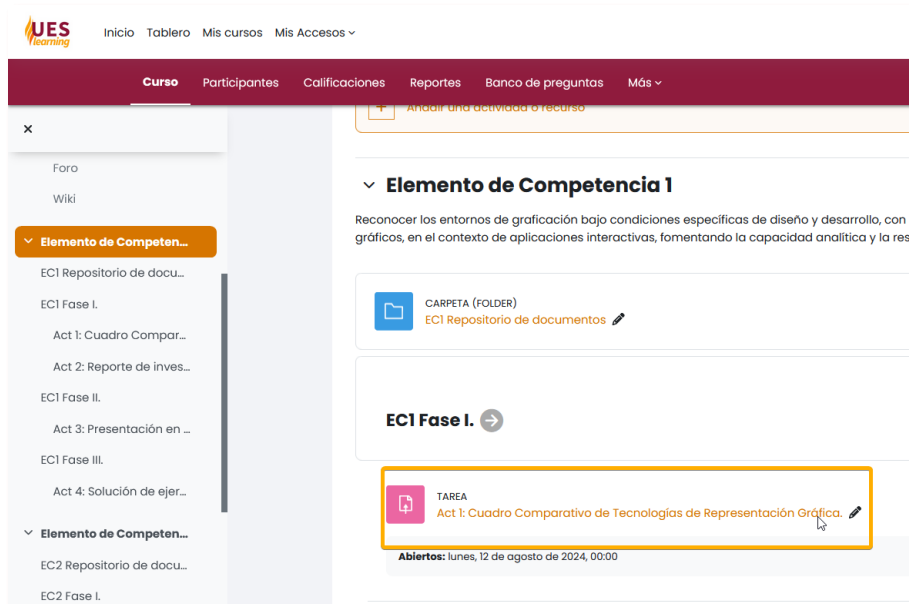 UES
learning
Inicio Tablero Mis cursos Mis Accesos
Curso Participantes Calificaciones Reportes Banco de preguntas Más
Añadir una actividad o recurso
Foro
Wiki
Elemento de Competen...
EC1 Repositorio de docu...
EC1 Fase I.
Act 1: Cuadro Compar...
Act 2: Reporte de inves...
EC1 Fase II.
Act 3: Presentación en ...
EC1 Fase III.
Act 4: Solución de ejer...
Elemento de Competen...
EC2 Repositorio de docu...
EC2 Fase I.
Elemento de Competencia 1
Reconocer los entornos de graficación bajo condiciones específicas de diseño y desarrollo, con
gráficos, en el contexto de aplicaciones interactivas, fomentando la capacidad analítica y la res
CARPETA (FOLDER)
EC1 Repositorio de documentos
EC1 Fase I.
TAREA
Act 1: Cuadro Comparativo de Tecnologías de Representación Gráfica.
Abiertos: lunes, 12 de agosto de 2024, 00:00